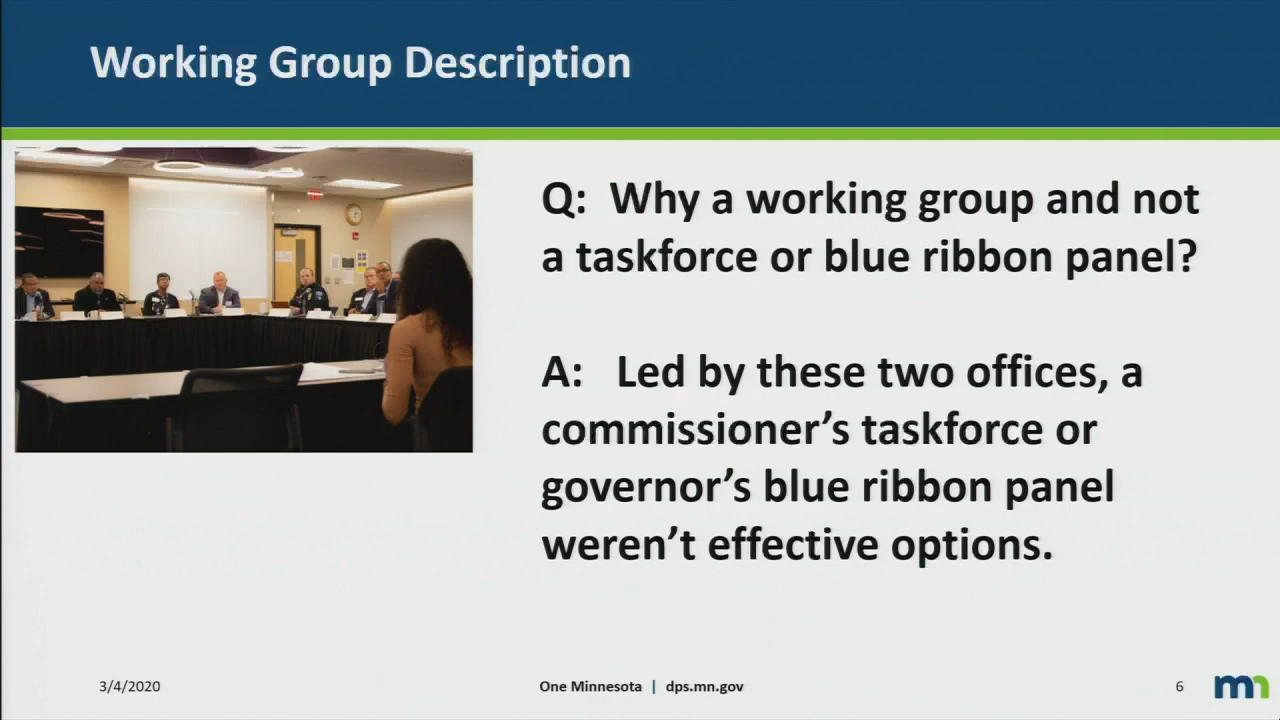 Working Group Description
Q: Why a working group and not
a taskforce or blue ribbon panel?
A: Led by these two offices, a
commissioner’s taskforce or
governor’s blue ribbon panel
weren’t effective options.
3/4/2020
One Minnesota | dps.mn.gov
6
mn